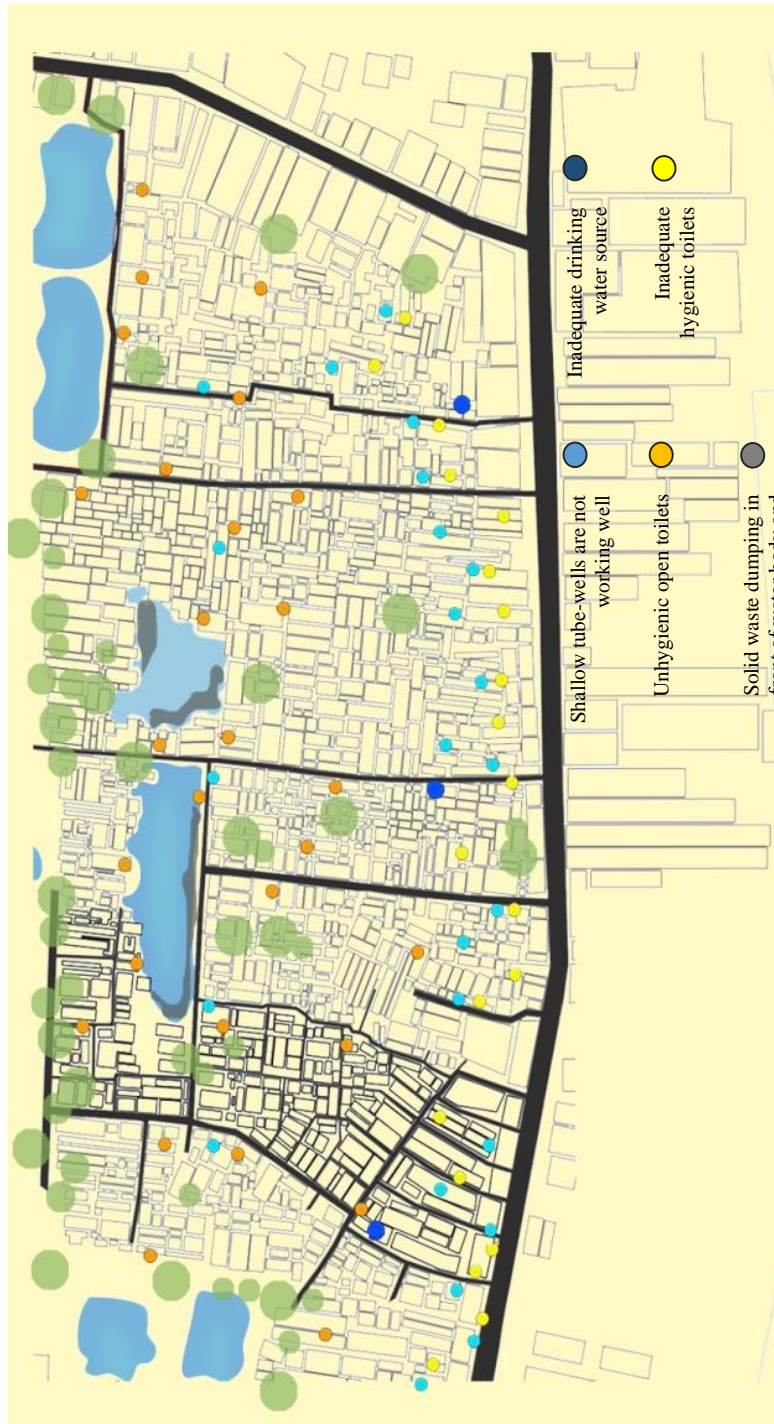 Shallow tube-wells are not
working well
Inadequate drinking
water source
Unhygienic open toilets
Inadequate
hygienic toilets
Solid waste dumping in